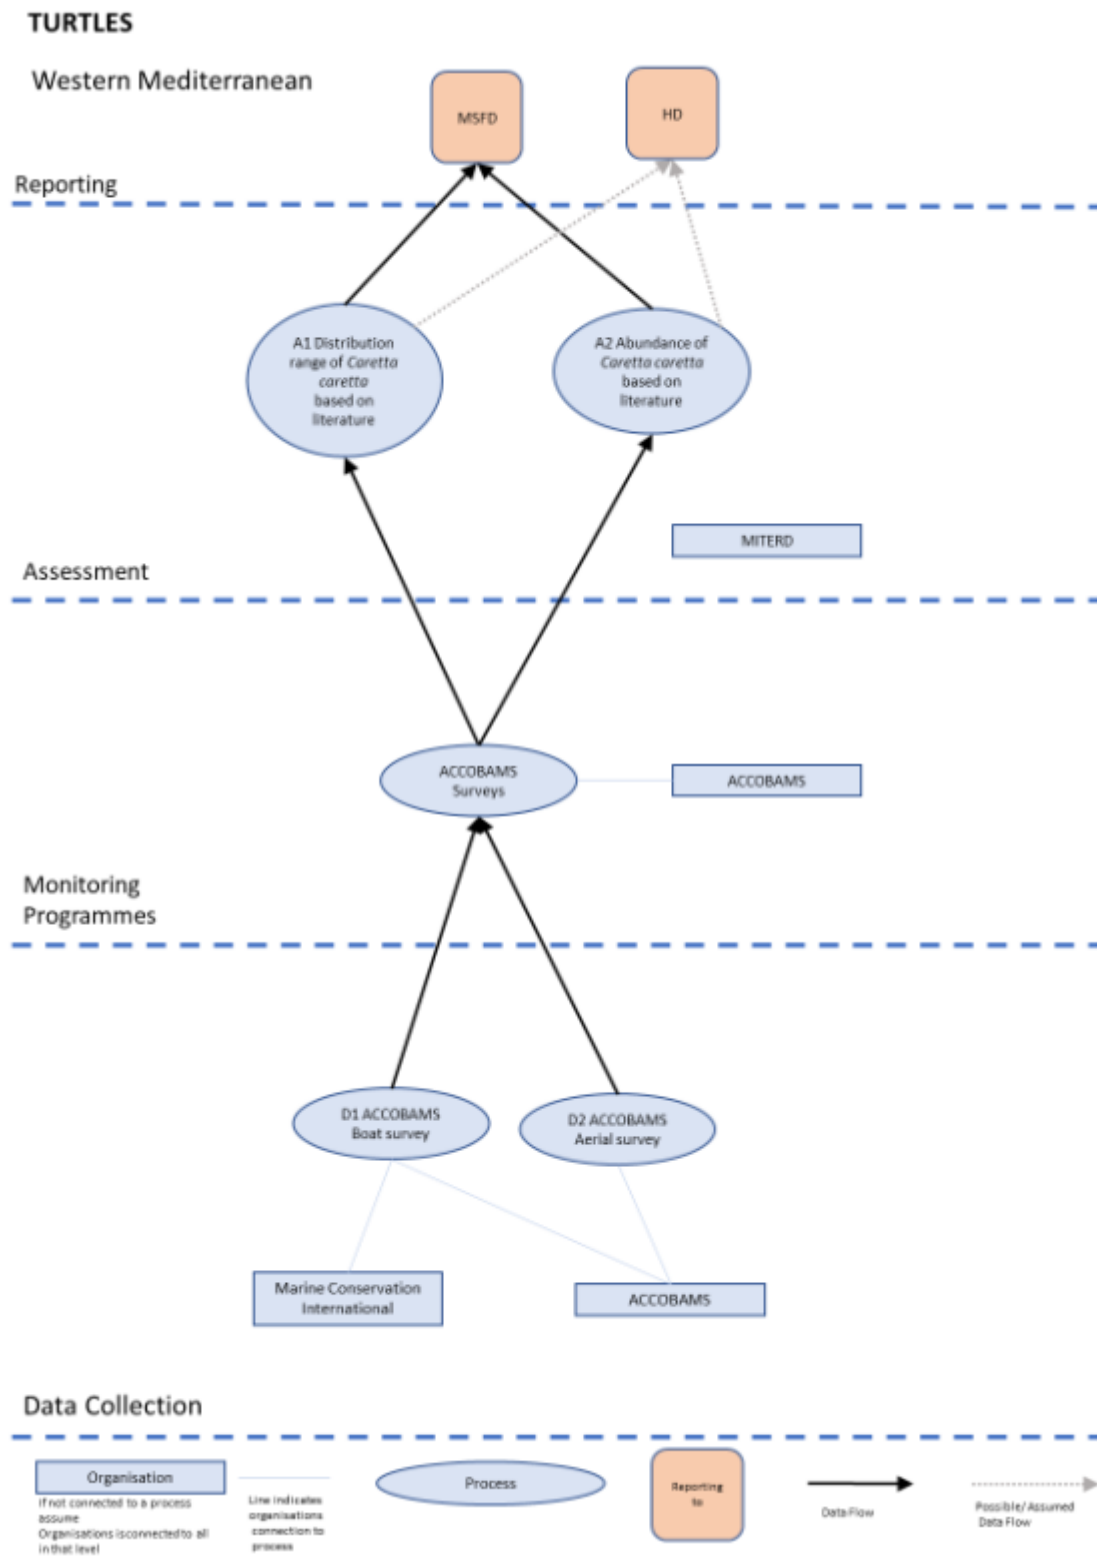 TURTLES
Western Mediterranean
MSFD
HD
Reporting
A1 Distribution
range of Caretta
caretta
based on
literature
A2 Abundance of
Caretta caretta
based on
literature
MITERD
Assessment
ACCOBAMS
Surveys
ACCOBAMS
Monitoring
Programmes
D1 ACCOBAMS
Boat survey
D2 ACCOBAMS
Aerial survey
Marine Conservation
International
ACCOBAMS
Data Collection
Organisation
If not connected to a process
assume
Organisations is connected to all
in that level
Line indicates
organisations
connection to
process
Process
Reporting
to
Data Flow
Possible/ Assumed
Data Flow